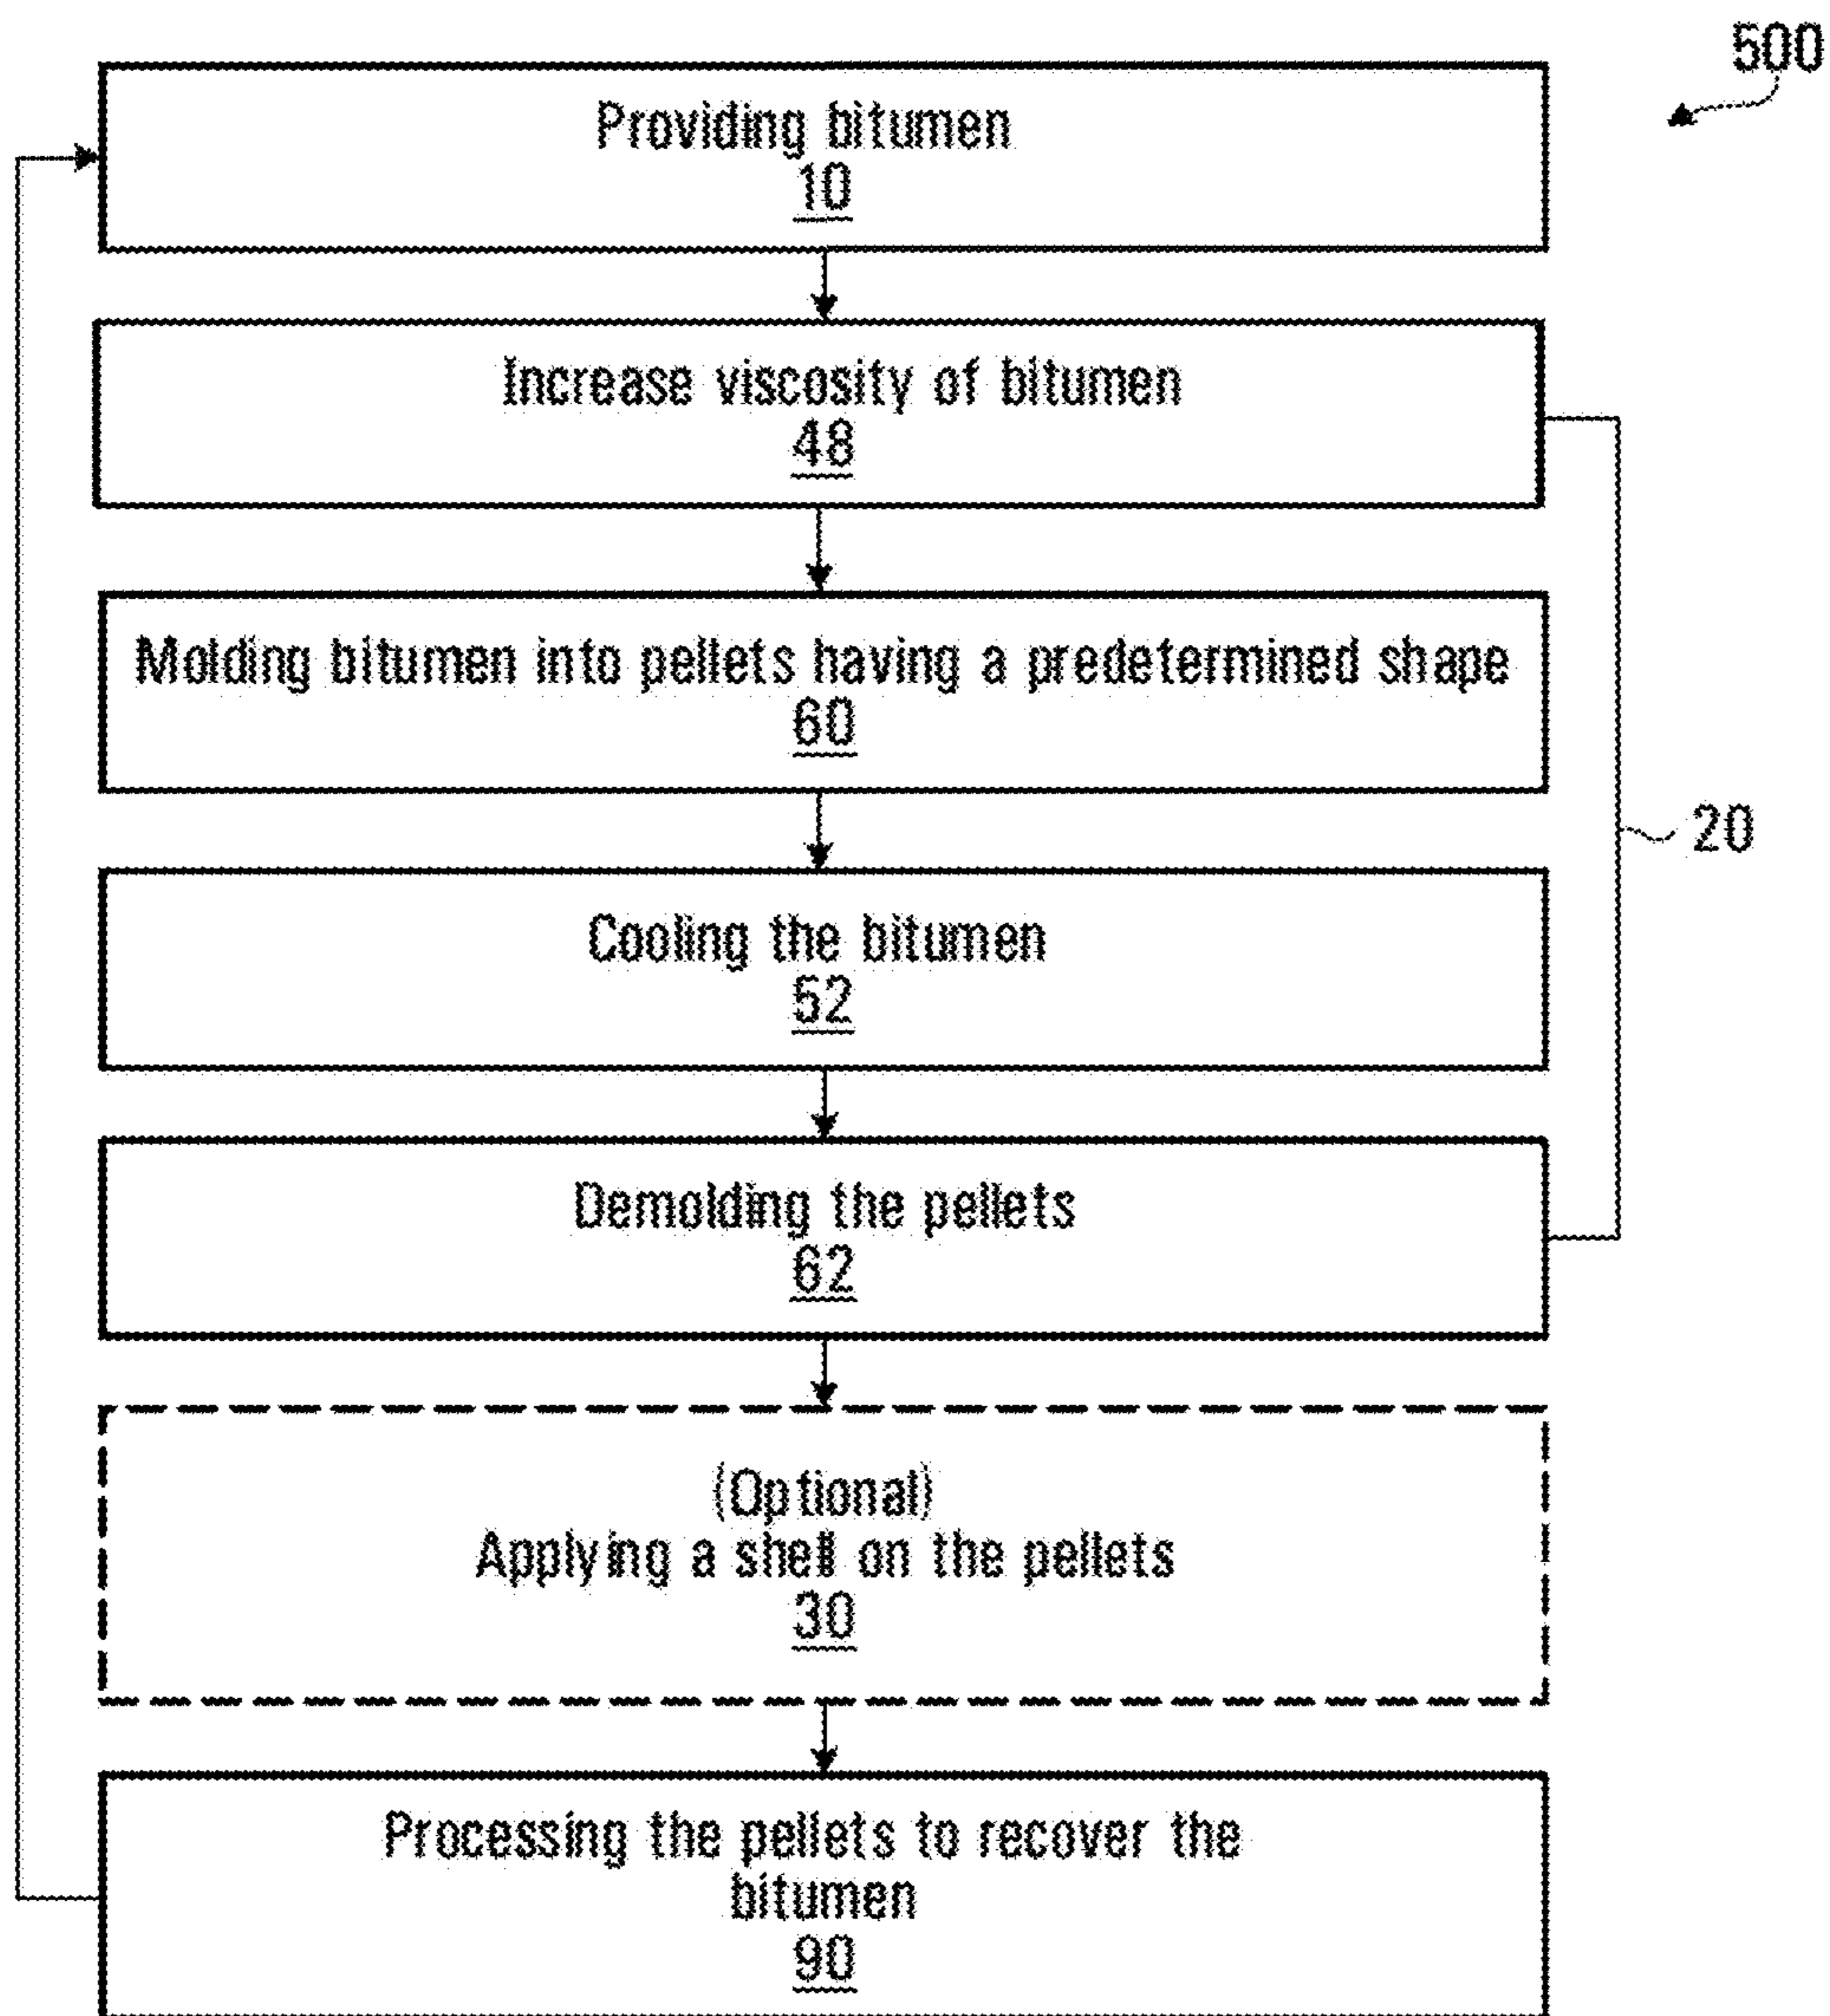 500
Providing bitumen
10
Increase viscosity of bitumen
48
Molding bitumen into pellets having a predetermined shape
60
20
Cooling the bitumen
52
Demolding the pellets
62
(Optional)
Applying a shell on the pellets
30
Processing the pellets to recover the
bitumen
90